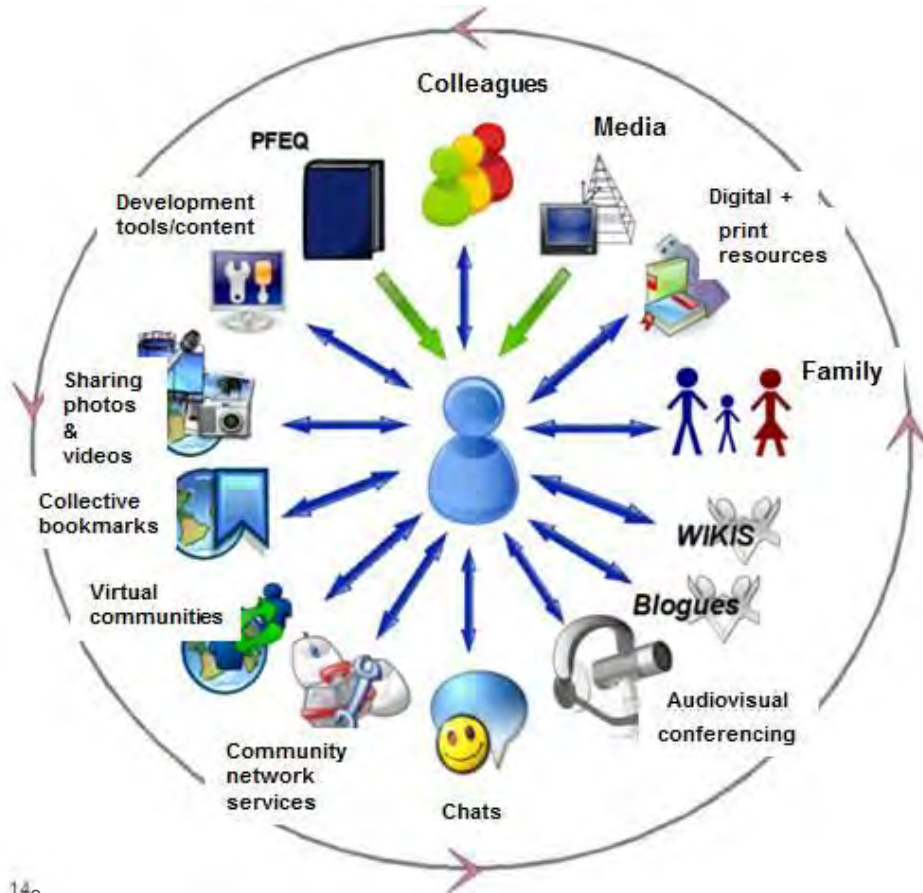 Colleagues
PFEQ
Media
Development
tools/content
Digital +
print
resources
Sharing
photos
&
videos
Family
Collective
bookmarks
WIKIS
Virtual
communities
Blogues
Audiovisual
conferencing
Community
network
services
Chats